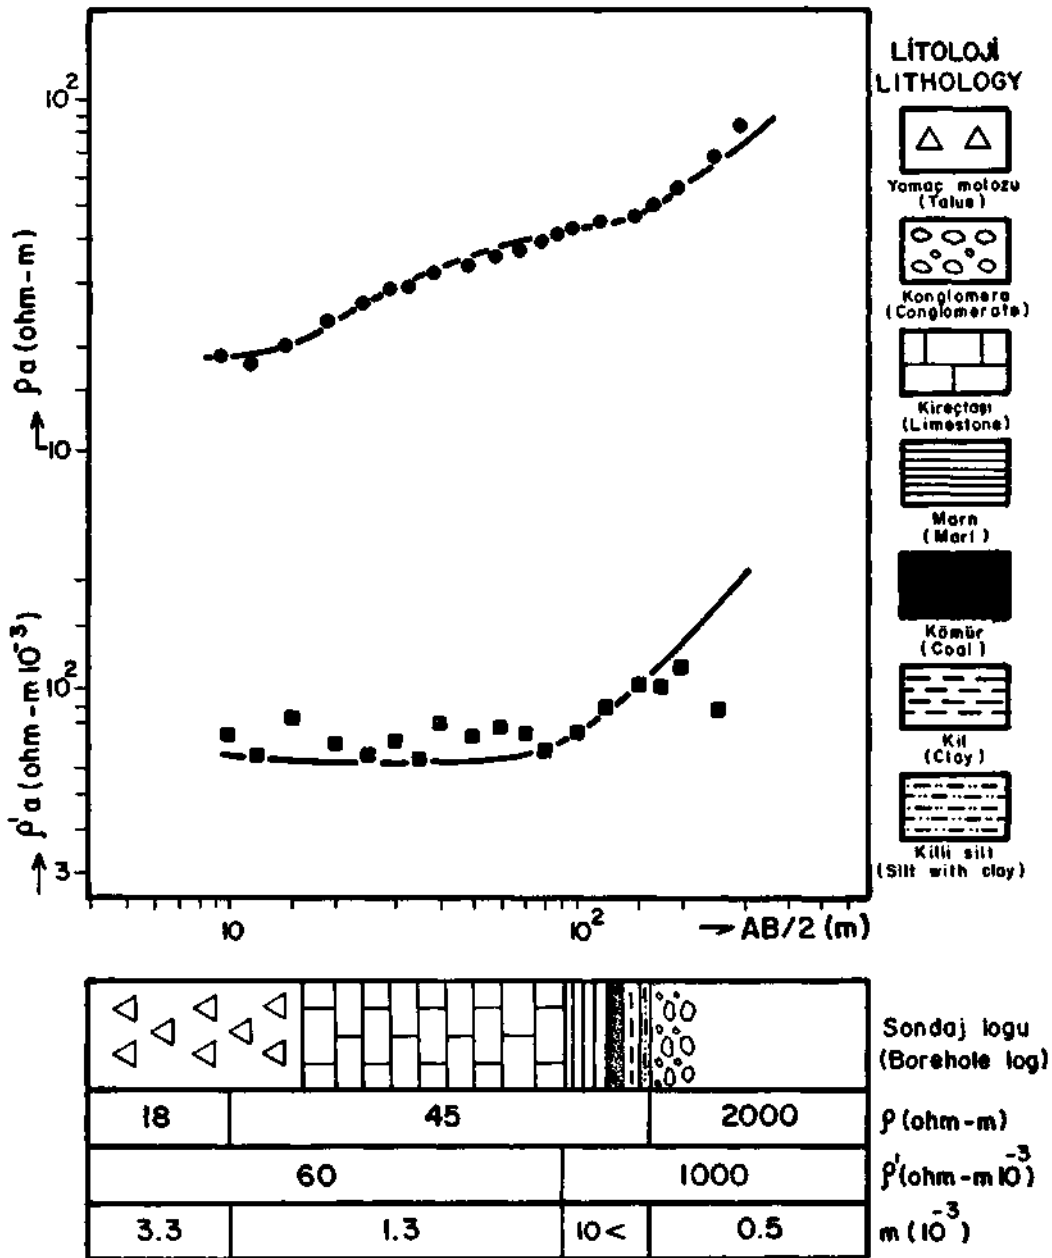 10²
→ ρa (ohm-m)
10
10²
→ ρ'a (ohm-m 10⁻³)
3
10
10²
→ AB/2 (m)
LİTOLOJİ
LITHOLOGY
Yamaç molozu
(Talus)
Konglomera
(Conglomerate)
Kireçtaşı
(Limestone)
Marn
(Marl)
Kömür
(Coal)
Kil
(Clay)
Killi silt
(Silt with clay)
Sondaj logu
(Borehole log)
18 45 2000 ρ (ohm-m)
60 1000 ρ'(ohm-m 10⁻³)
3.3 1.3 10< 0.5 m (10⁻³)